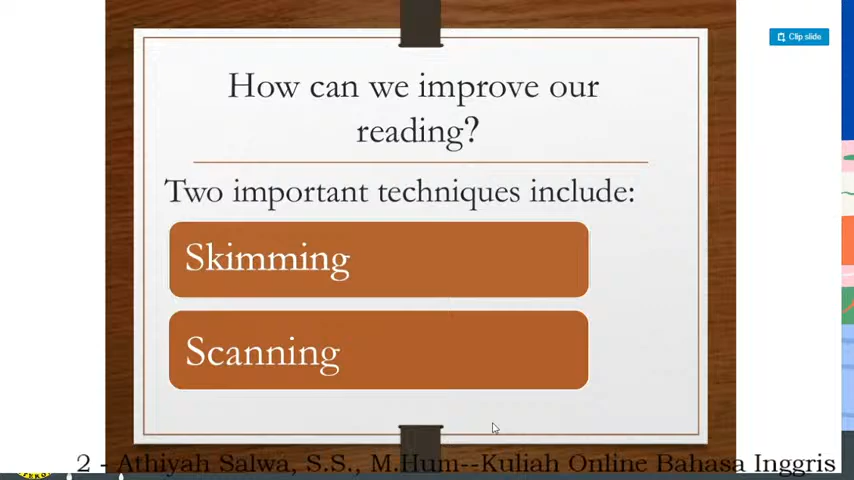 Clip slide
How can we improve our
reading?
Two important techniques include:
Skimming
Scanning
2 - Athiyah Salwa, S.S., M.Hum--Kuliah Online Bahasa Inggris